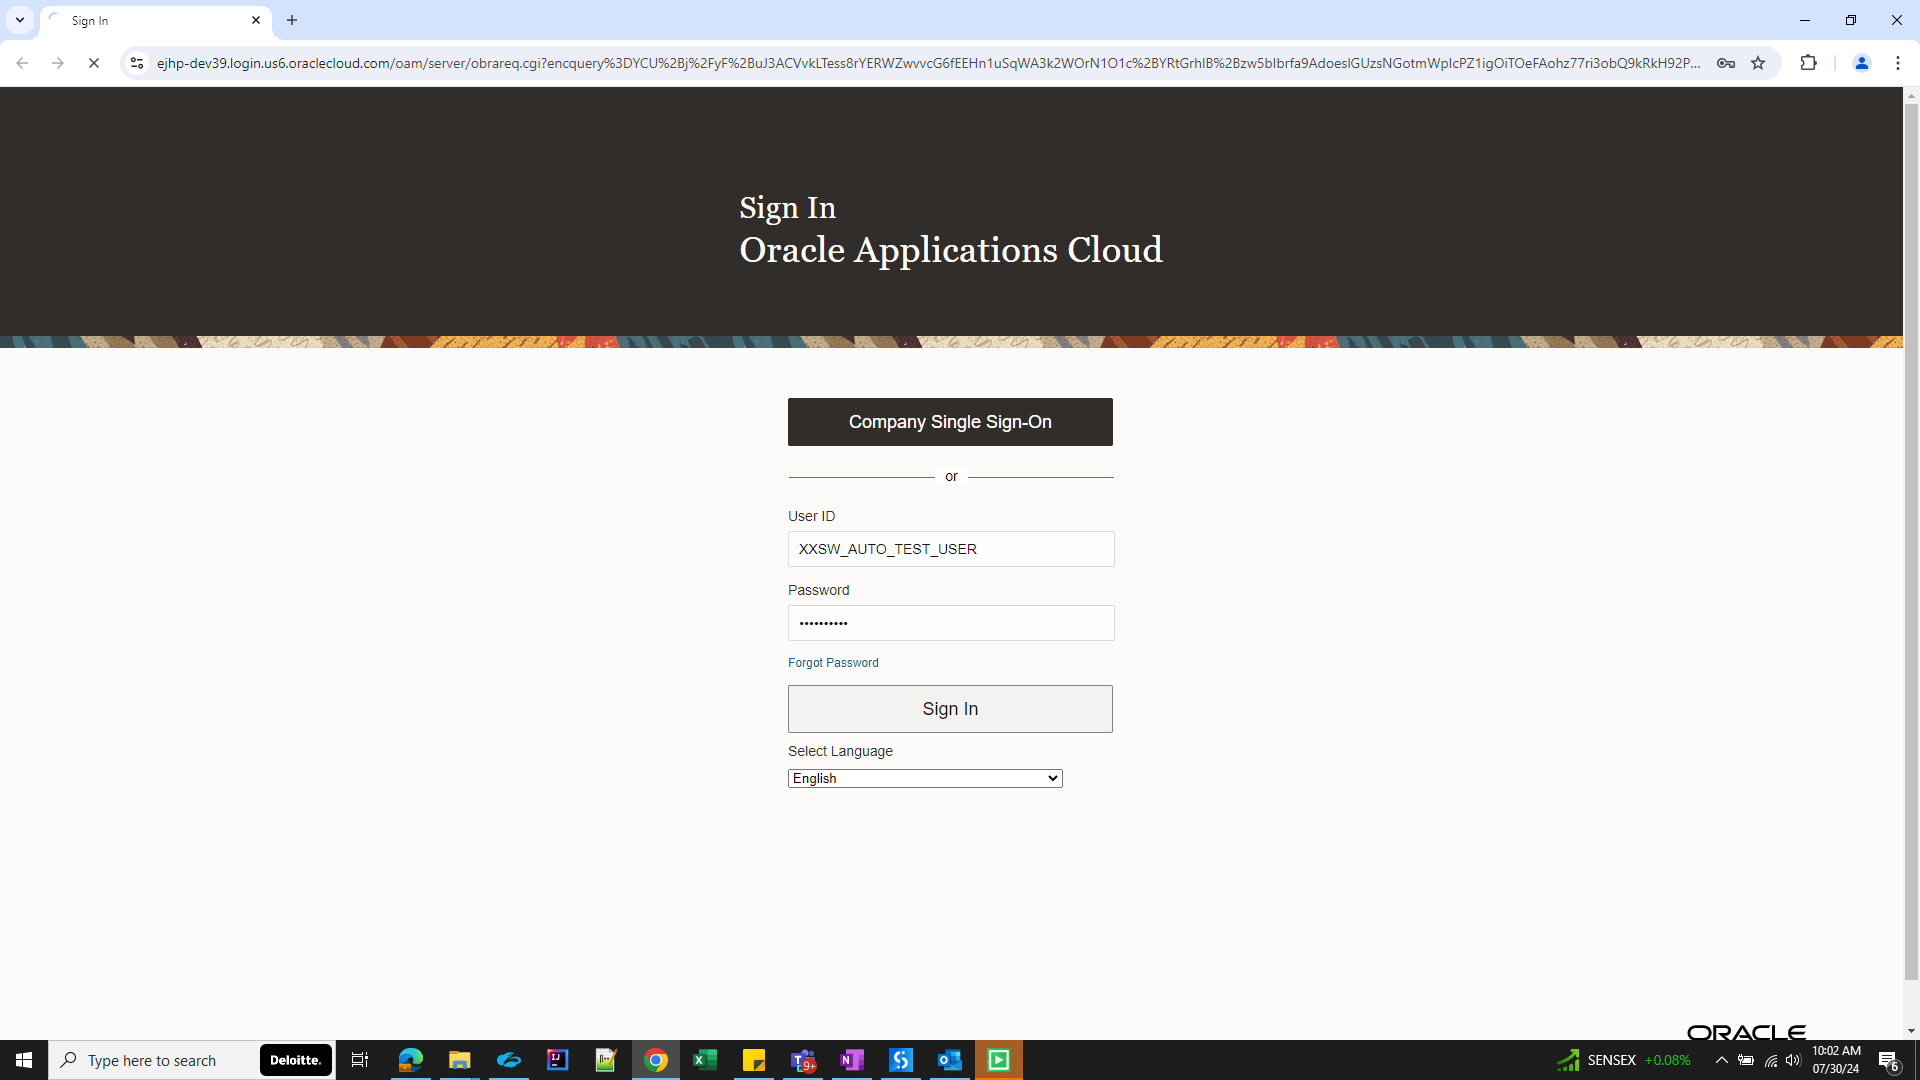 Sign In
ejhp-dev39.login.us6.oraclecloud.com/oam/server/obrareq.cgi?encquery%3DYCU%2Bj%2FyF%2BuJ3ACVvkLTess8rYERWZwvvcG6fEEHn1uSqWA3k2WOrN1O1c%2BYRtGrhIB%2Bzw5bIbrfa9AdoesIGUzsNGotmWpIcPZ1igOiTOeFAohz77ri3obQ9kRkH92P...
Sign In
Oracle Applications Cloud
Company Single Sign-On
or
User ID
XXSW_AUTO_TEST_USER
Password
Forgot Password
Sign In
Select Language
English
ORACLE
Type here to search
Deloitte.
9+
SENSEX +0.08%
10:02 AM
07/30/24
6